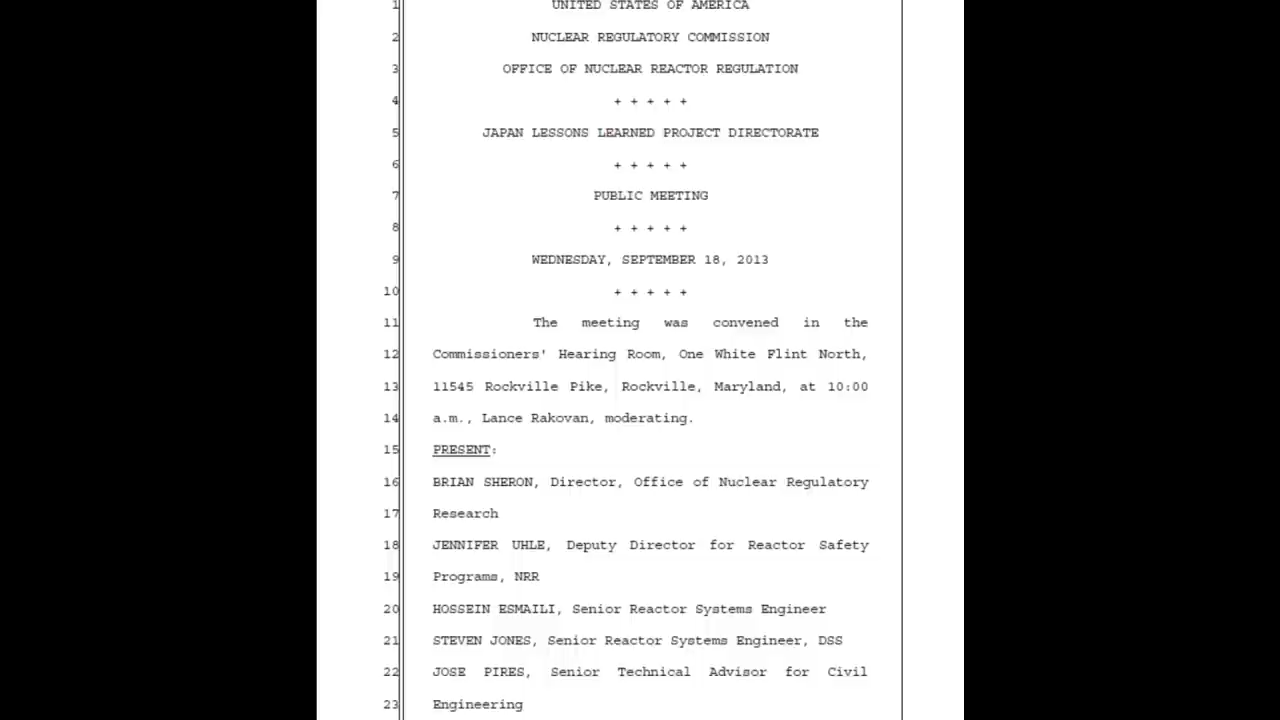 1 UNITED STATES OF AMERICA
2 NUCLEAR REGULATORY COMMISSION
3 OFFICE OF NUCLEAR REACTOR REGULATION
4 + + + + +
5 JAPAN LESSONS LEARNED PROJECT DIRECTORATE
6 + + + + +
7 PUBLIC MEETING
8 + + + + +
9 WEDNESDAY, SEPTEMBER 18, 2013
10 + + + + +
11 The meeting was convened in the
12 Commissioners' Hearing Room, One White Flint North,
13 11545 Rockville Pike, Rockville, Maryland, at 10:00
14 a.m., Lance Rakovan, moderating.
15 PRESENT:
16 BRIAN SHERON, Director, Office of Nuclear Regulatory
17 Research
18 JENNIFER UHLE, Deputy Director for Reactor Safety
19 Programs, NRR
20 HOSSEIN ESMAILI, Senior Reactor Systems Engineer
21 STEVEN JONES, Senior Reactor Systems Engineer, DSS
22 JOSE PIRES, Senior Technical Advisor for Civil
23 Engineering